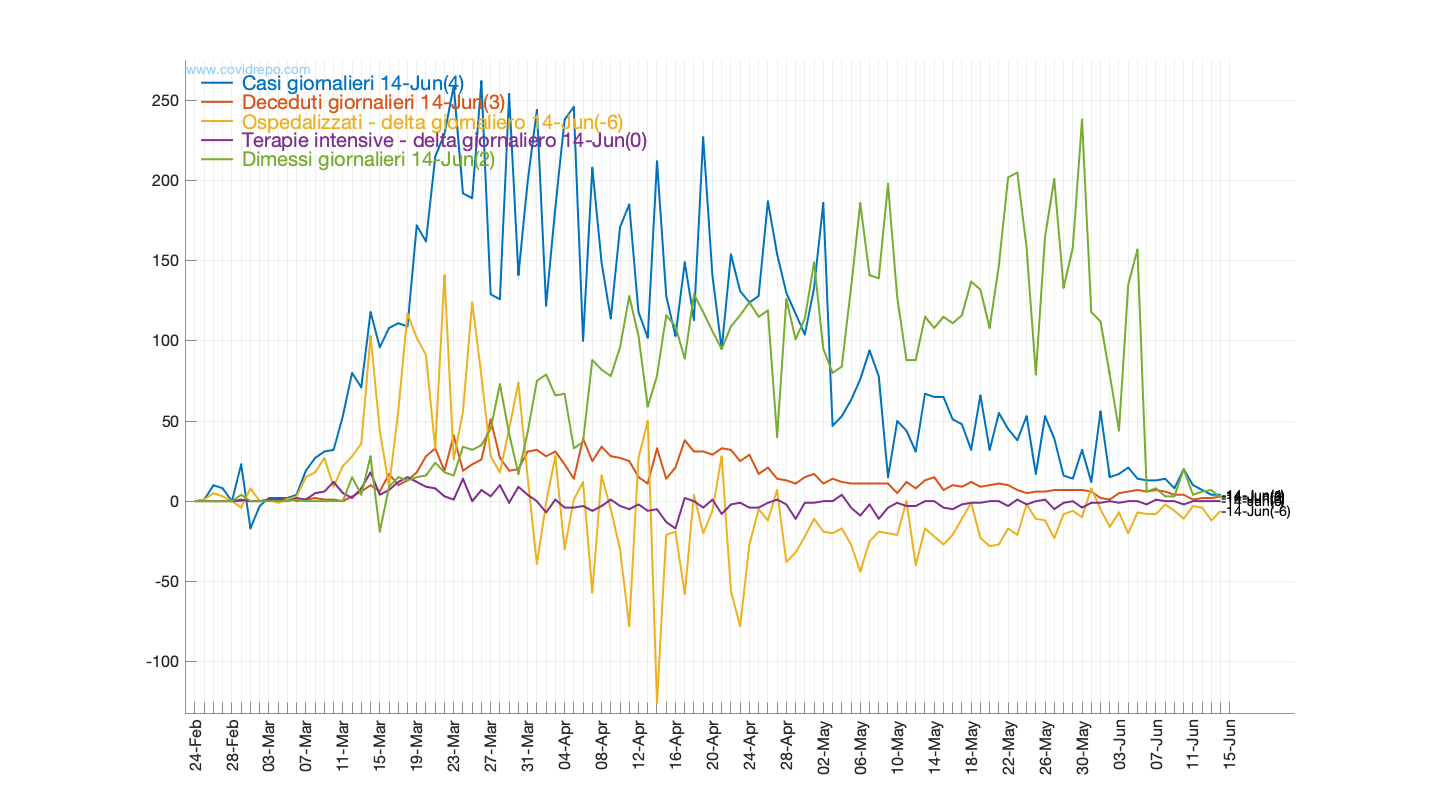 www.covidrepo.com
Casi giornalieri 14-Jun(4)
Deceduti giornalieri 14-Jun(3)
Ospedalizzati - delta giornaliero 14-Jun(-6)
Terapie intensive - delta giornaliero 14-Jun(0)
Dimessi giornalieri 14-Jun(2)
250
200
150
100
50
0
-50
-100
-14-Jun(-6)
24-Feb
28-Feb
03-Mar
07-Mar
11-Mar
15-Mar
19-Mar
23-Mar
27-Mar
31-Mar
04-Apr
08-Apr
12-Apr
16-Apr
20-Apr
24-Apr
28-Apr
02-May
06-May
10-May
14-May
18-May
22-May
26-May
30-May
03-Jun
07-Jun
11-Jun
15-Jun